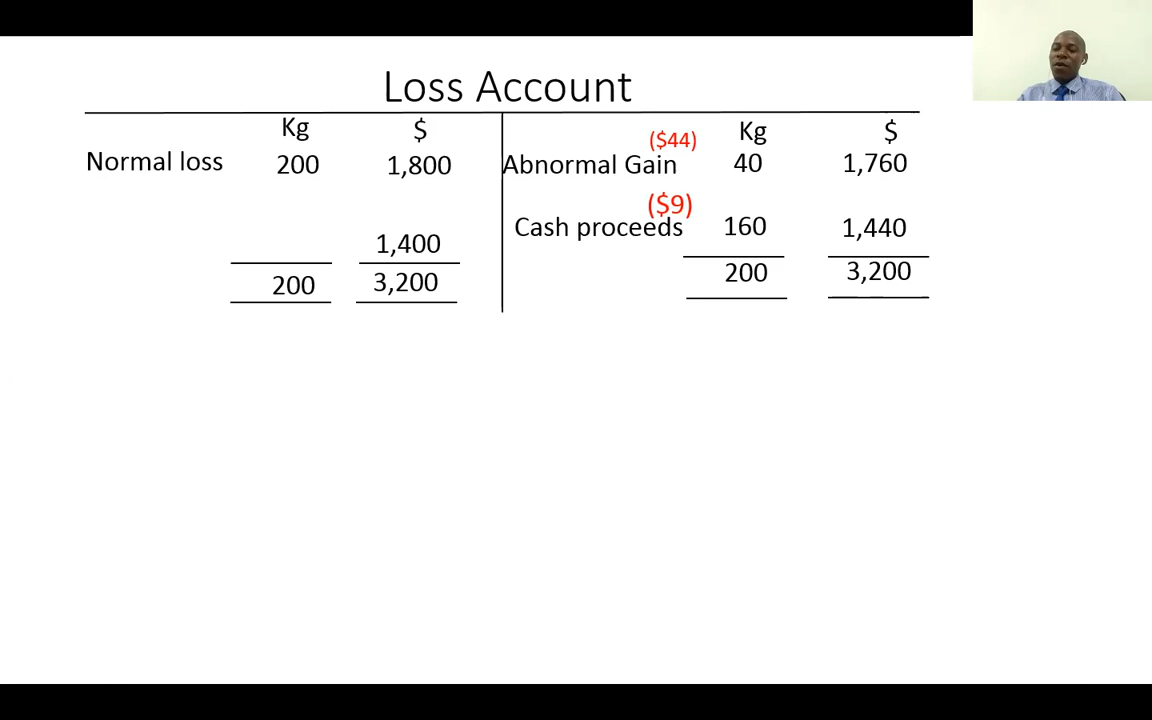 Loss Account
Kg $ Kg $
($44)
Normal loss 200 1,800 Abnormal Gain 40 1,760
($9)
Cash proceeds 160 1,440
1,400
200 3,200 200 3,200